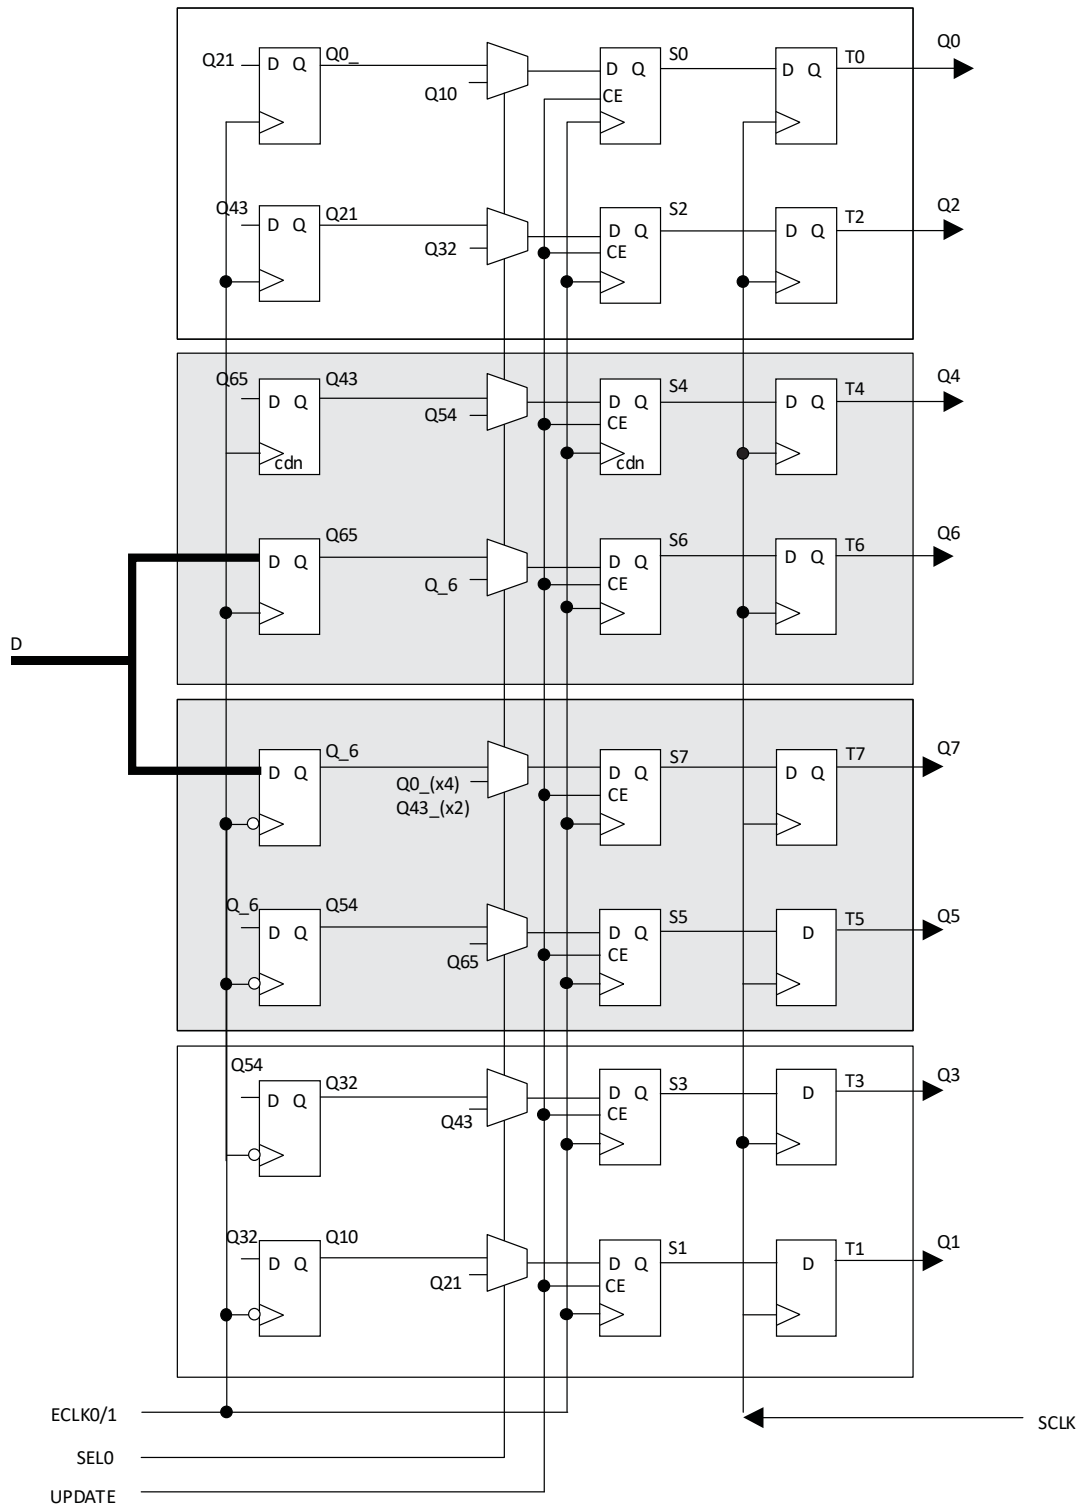 Q21 D Q Q0_ Q10 D Q CE S0 D Q T0 Q0
Q43 D Q Q21 Q32 D Q CE S2 D Q T2 Q2
Q65 D Q cdn Q43 Q54 D Q CE cdn S4 D Q T4 Q4
D Q Q65 Q_6 D Q CE S6 D Q T6 Q6
D
D Q Q_6 Q0_(x4) D Q S7 D Q T7 Q7
Q43_(x2) CE
Q_6 D Q Q54 Q65 D Q CE S5 D T5 Q5
Q54 D Q Q32 Q43 D Q CE S3 D T3 Q3
Q32 D Q Q10 Q21 D Q CE S1 D T1 Q1
ECLK0/1
SCLK
SEL0
UPDATE